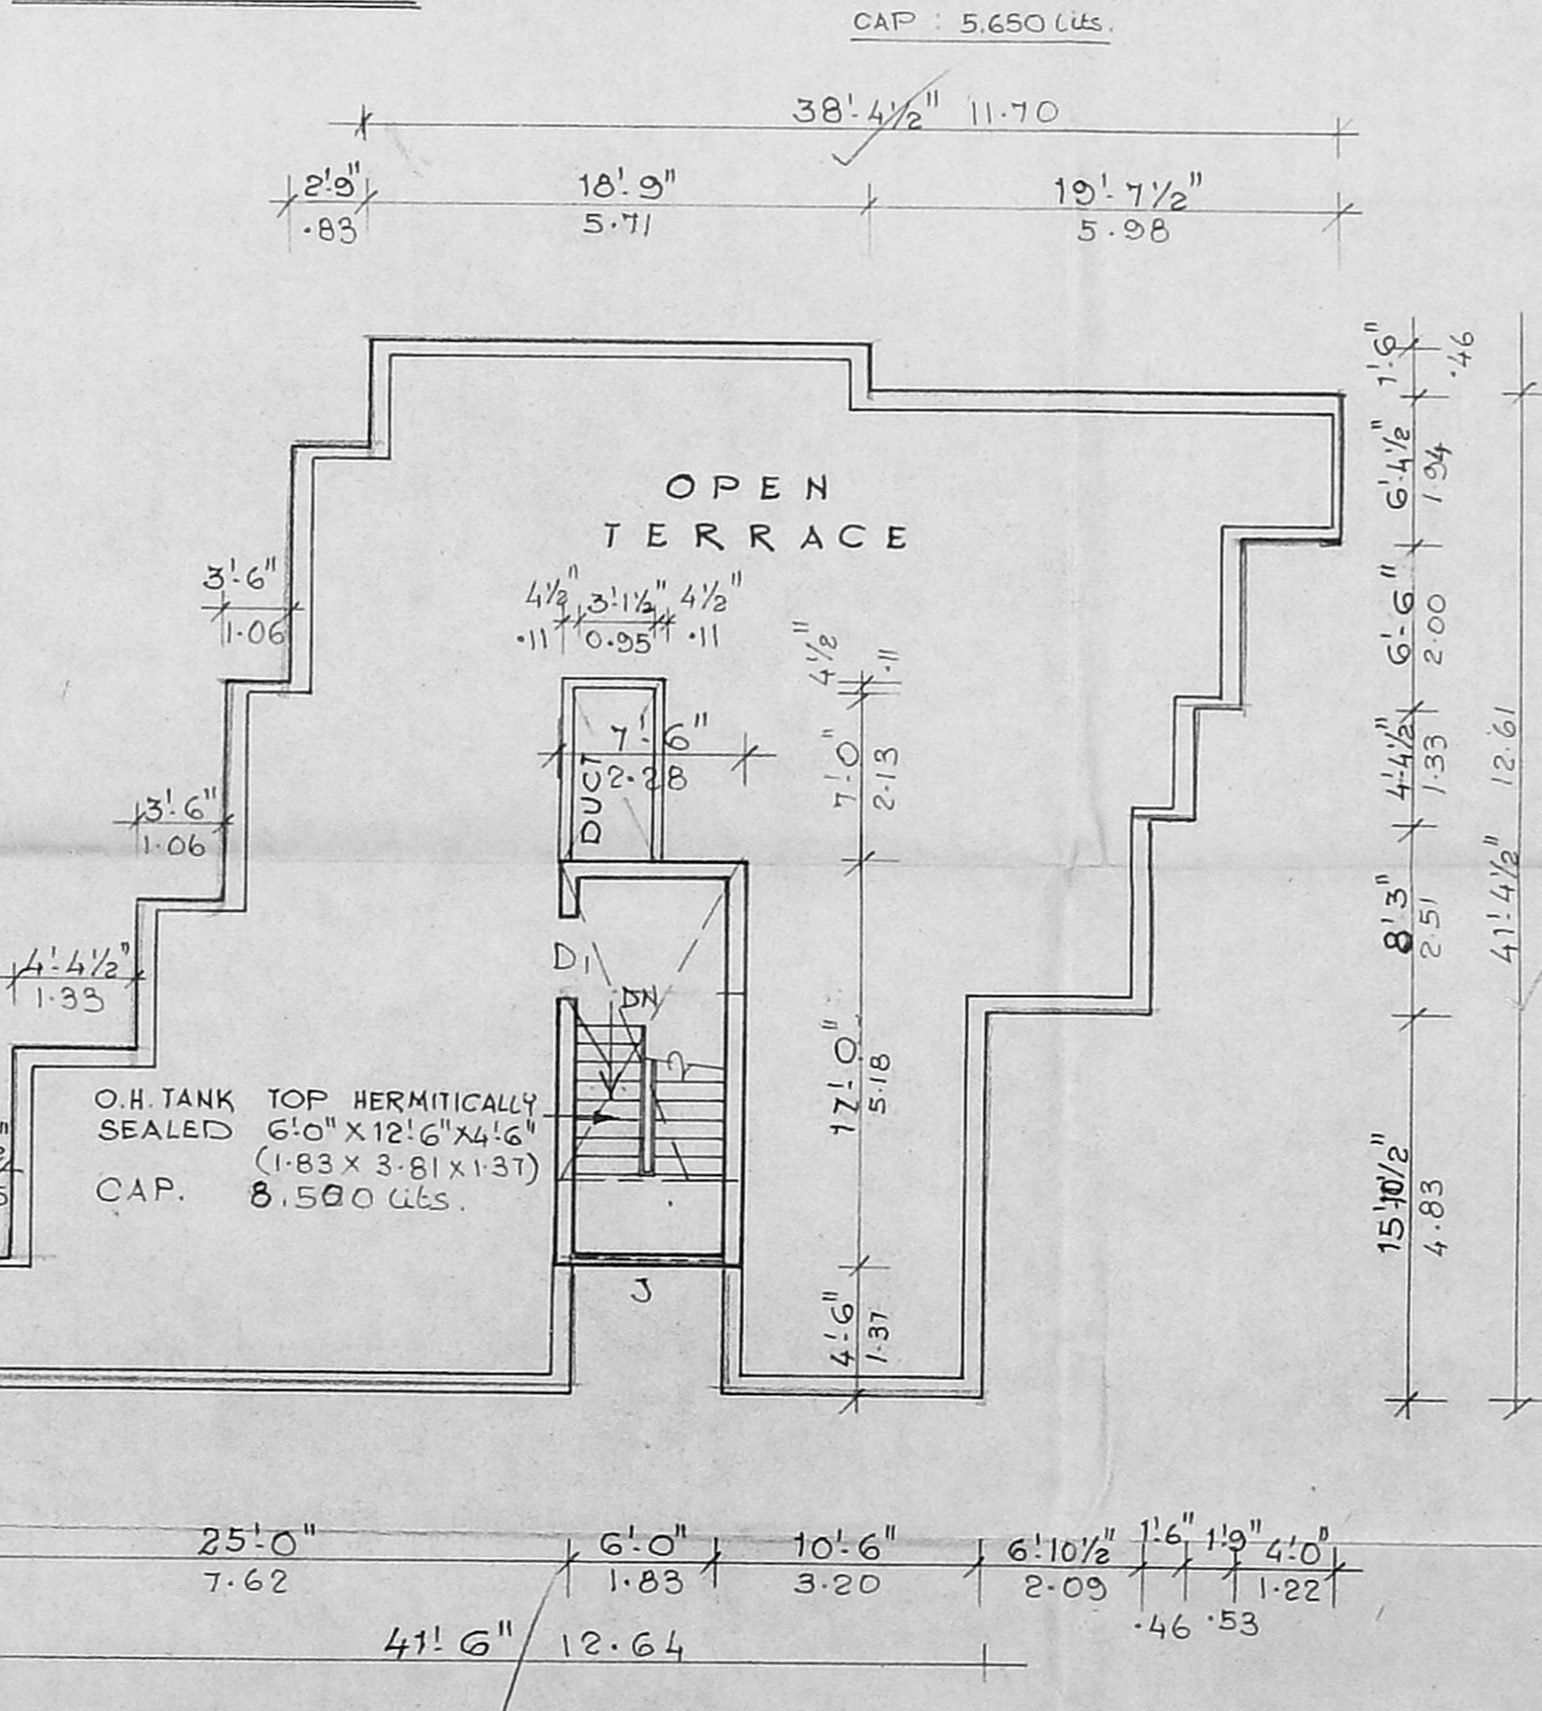 CAP : 5.650 lits.
38'-4½" 11.70
2'-9" 18'-9" 19'-7½"
.83 5.71 5.98
1'-6" .46
6'-4½" 1.94
6'-6" 2.00
4'-4½" 1.33
8'-3" 2.51
15'-10½" 4.83
41'-4½" 12.61
OPEN
TERRACE
3'-6"
1.06
4½" 3'-1½" 4½"
.11 0.95 .11
4½" .11
7'-6"
2.28
DUCT
7'-0" 2.13
3'-6"
1.06
4'-4½"
1.33
D1
DN
17'-0" 5.18
O.H. TANK TOP HERMITICALLY
SEALED 6'-0" X 12'-6" X 4'-6"
(1.83 X 3.81 X 1.37)
CAP. 8.500 lits.
J
4'-6" 1.37
25'-0" 6'-0" 10'-6" 6'-10½" 1'-6" 1'-9" 4'-0"
7.62 1.83 3.20 2.09 .46 .53 1.22
41'-6" 12.64